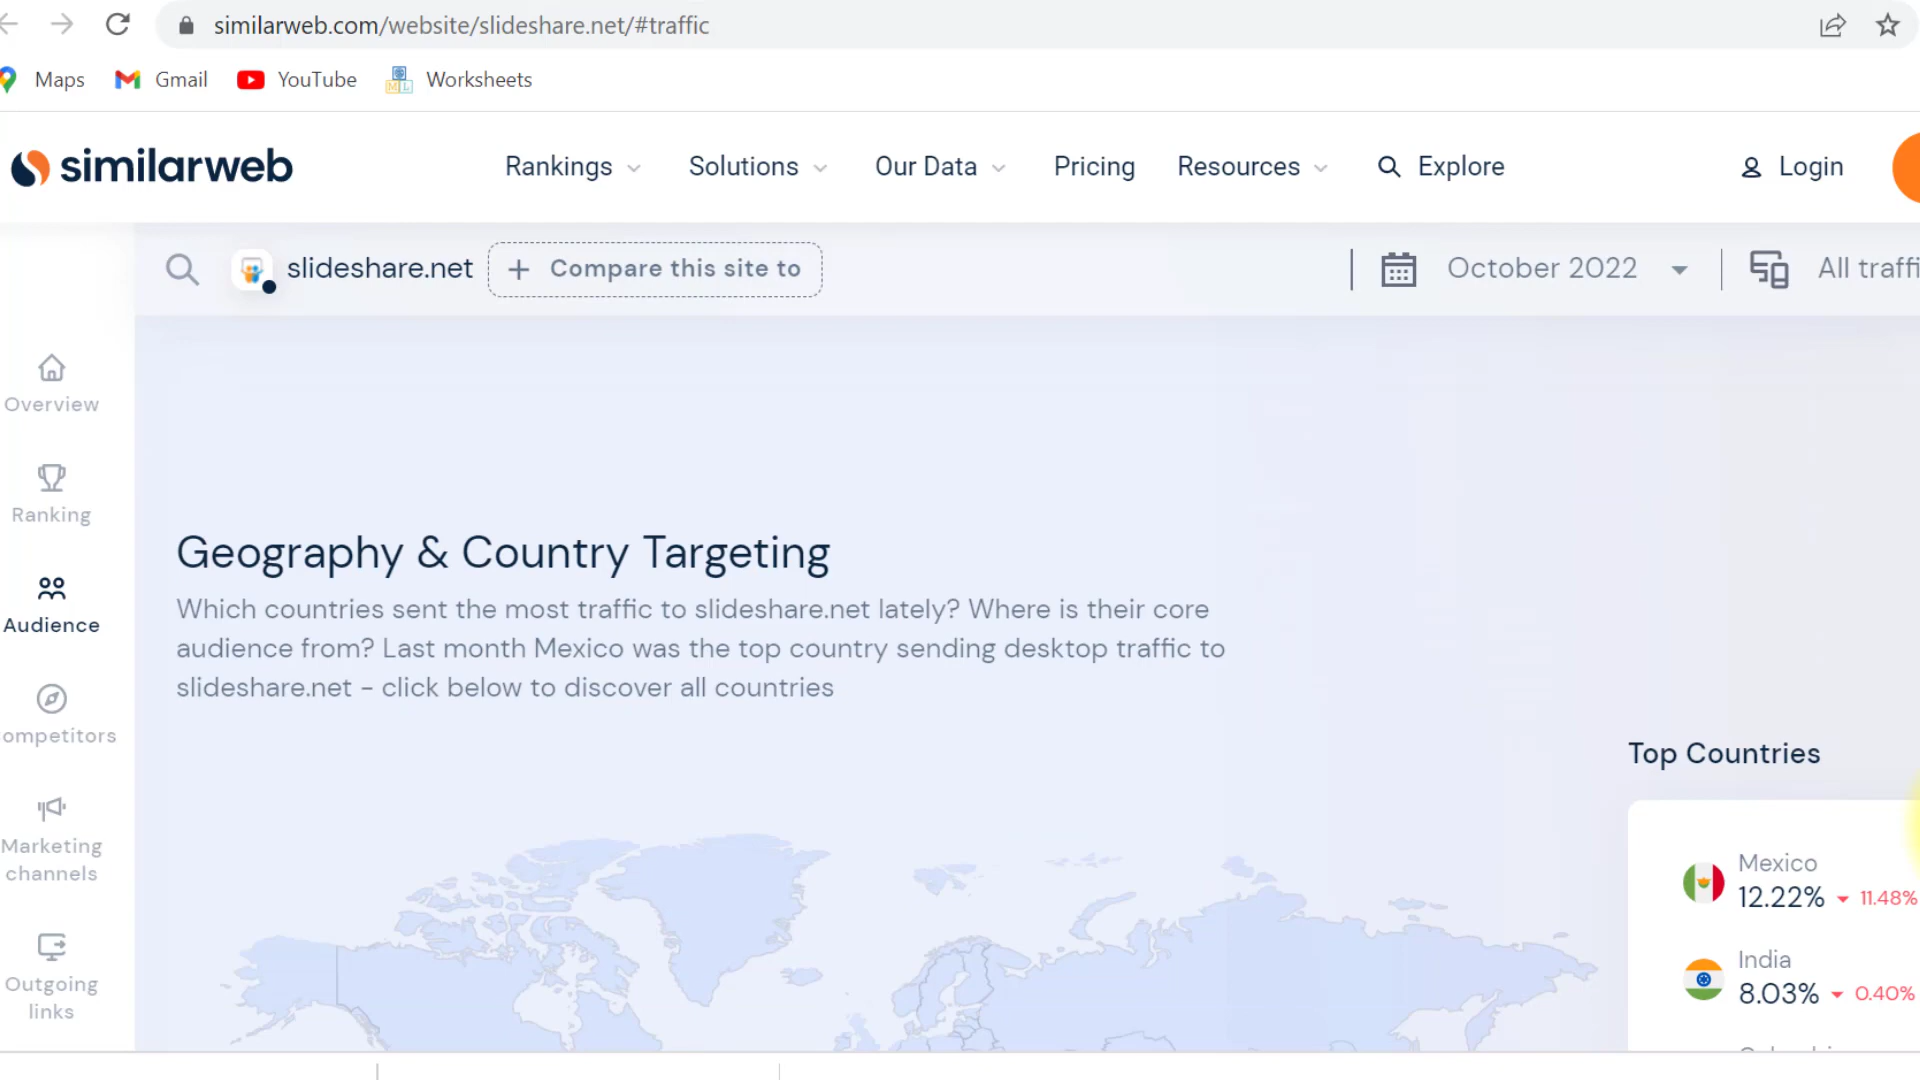 similarweb.com/website/slideshare.net/#traffic
Maps Gmail YouTube Worksheets
similarweb Rankings Solutions Our Data Pricing Resources Explore Login
slideshare.net + Compare this site to October 2022
Overview
Ranking
Audience
Marketing
channels
Outgoing
links
Geography & Country Targeting
Which countries sent the most traffic to slideshare.net lately? Where is their core
audience from? Last month Mexico was the top country sending desktop traffic to
slideshare.net - click below to discover all countries
Top Countries
Mexico
12.22% 11.48%
India
8.03% 0.40%